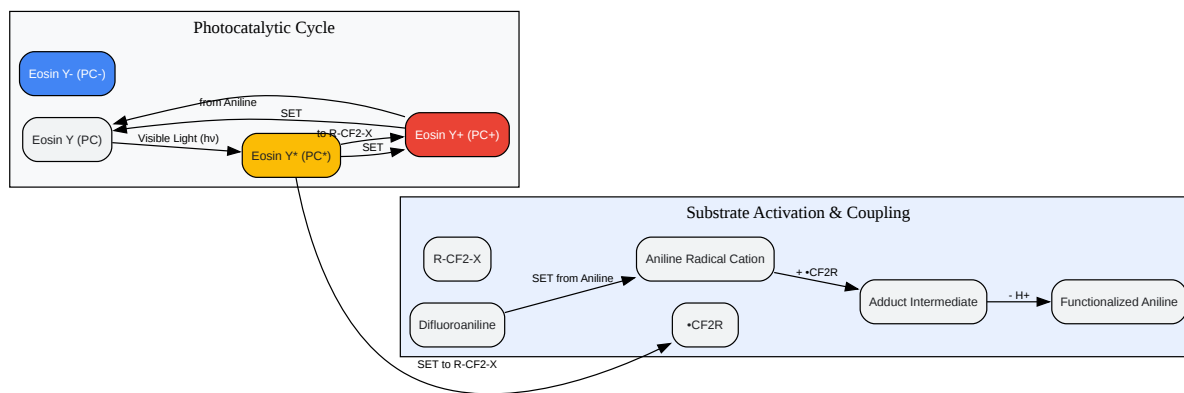 Photocatalytic Cycle
Eosin Y- (PC-)
from Aniline
SET
Eosin Y (PC)
Visible Light (hν)
to R-CF2-X
Eosin Y+ (PC+)
SET
Eosin Y* (PC*)
Substrate Activation & Coupling
R-CF2-X
Aniline Radical Cation
SET from Aniline
+ •CF2R
Adduct Intermediate
- H+
Functionalized Aniline
Difluoroaniline
•CF2R
SET to R-CF2-X